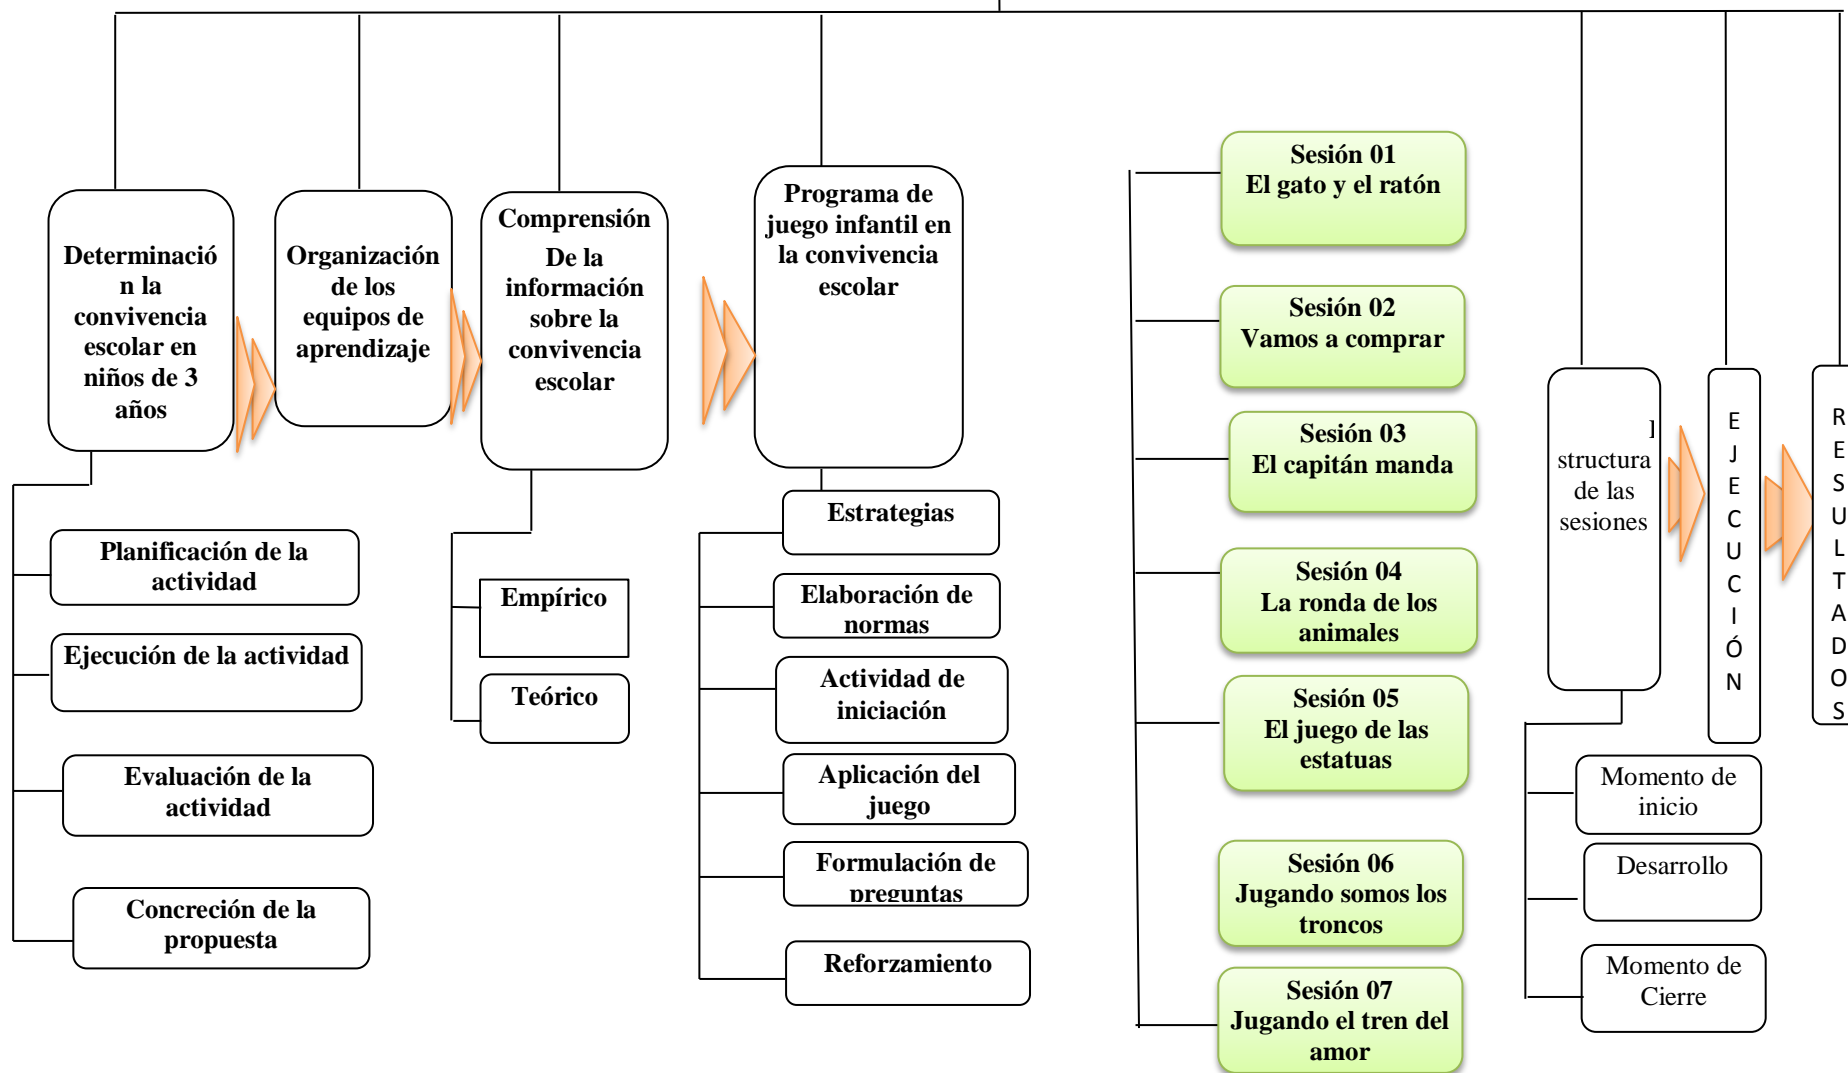 Determinació
n la
convivencia
escolar en
niños de 3
años
Organización
de los
equipos de
aprendizaje
Comprensión
De la
información
sobre la
convivencia
escolar
Programa de
juego infantil en
la convivencia
escolar
Planificación de la
actividad
Ejecución de la actividad
Evaluación de la
actividad
Concreción de la
propuesta
Empírico
Teórico
Estrategias
Elaboración de
normas
Actividad de
iniciación
Aplicación del
juego
Formulación de
preguntas
Reforzamiento
Sesión 01
El gato y el ratón
Sesión 02
Vamos a comprar
Sesión 03
El capitán manda
Sesión 04
La ronda de los
animales
Sesión 05
El juego de las
estatuas
Sesión 06
Jugando somos los
troncos
Sesión 07
Jugando el tren del
amor
structura
de las
sesiones
Momento de
inicio
Desarrollo
Momento de
Cierre
EJECUCIÓN
RESULTADOS